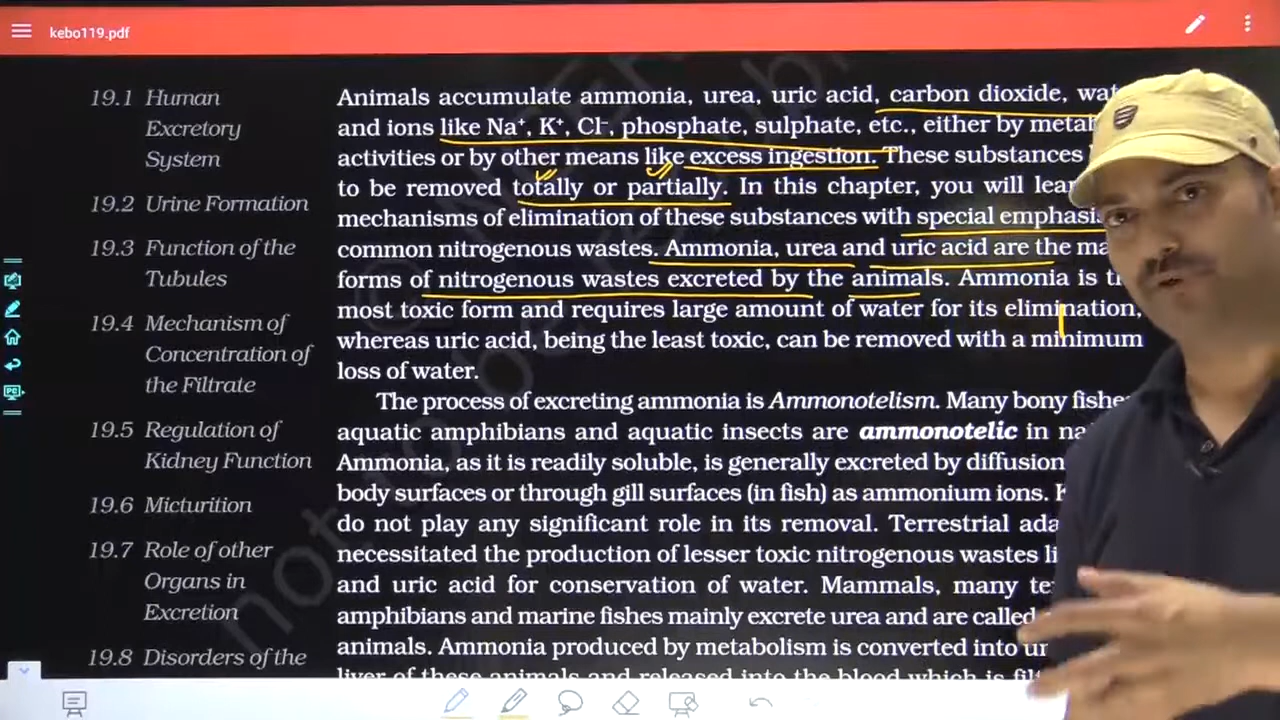 kebo119.pdf
19.1 Human
Excretory
System
19.2 Urine Formation
19.3 Function of the
Tubules
19.4 Mechanism of
Concentration of
the Filtrate
19.5 Regulation of
Kidney Function
19.6 Micturition
19.7 Role of other
Organs in
Excretion
19.8 Disorders of the
Animals accumulate ammonia, urea, uric acid, carbon dioxide,
and ions like Na⁺, K⁺, Cl⁻, phosphate, sulphate, etc., either by
activities or by other means like excess ingestion. These substances
to be removed totally or partially. In this chapter, you will
mechanisms of elimination of these substances with special
common nitrogenous wastes. Ammonia, urea and uric acid are the
forms of nitrogenous wastes excreted by the animals. Ammonia is
most toxic form and requires large amount of water for its elimination,
whereas uric acid, being the least toxic, can be removed with a minimum
loss of water.
The process of excreting ammonia is Ammonotelism. Many bony
aquatic amphibians and aquatic insects are ammonotelic in
Ammonia, as it is readily soluble, is generally excreted by diffusion
body surfaces or through gill surfaces (in fish) as ammonium ions.
do not play any significant role in its removal. Terrestrial
necessitated the production of lesser toxic nitrogenous wastes
and uric acid for conservation of water. Mammals, many
amphibians and marine fishes mainly excrete urea and are called
animals. Ammonia produced by metabolism is converted into
liver of these animals and released into the blood which is